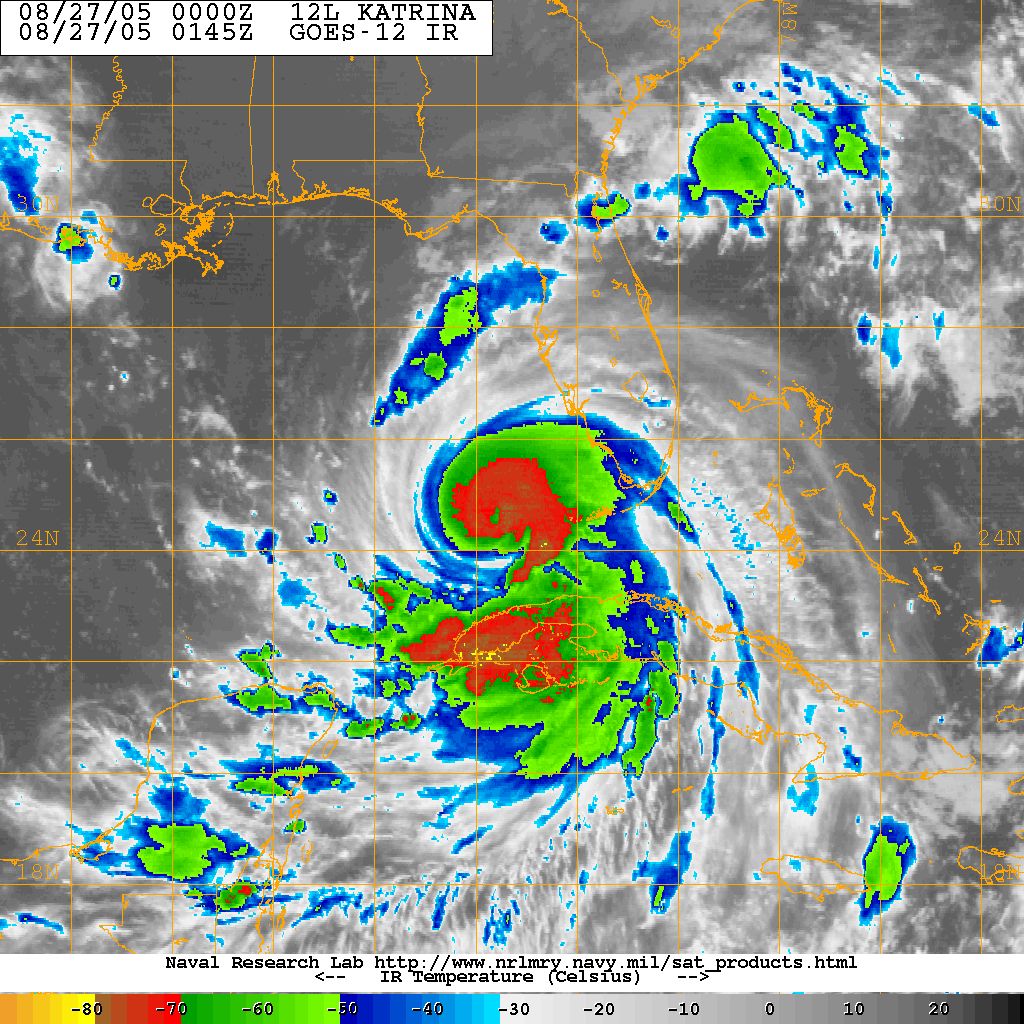 08/27/05 0000Z 12L KATRINA
08/27/05 0145Z GOES-12 IR
30N 30N
24N 24N
18N 18N
Naval Research Lab http://www.nrlmry.navy.mil/sat_products.html
<-- IR Temperature (Celsius) -->
-80 -70 -60 -50 -40 -30 -20 -10 0 10 20